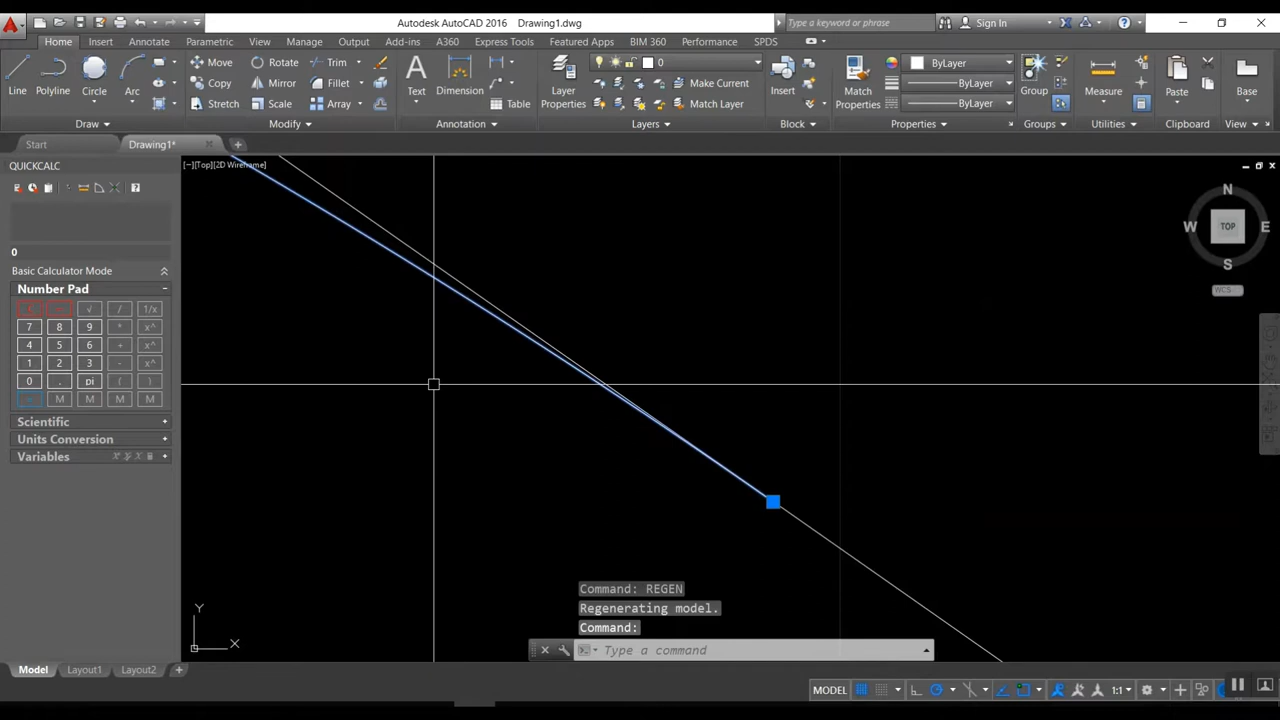 Autodesk AutoCAD 2016 Drawing1.dwg
Type a keyword or phrase
Sign In
Home Insert Annotate Parametric View Manage Output Add-ins A360 Express Tools Featured Apps BIM 360 Performance SPDS
Line Polyline Circle Arc
Move Rotate Trim
Copy Mirror Fillet
Stretch Scale Array
Text Dimension Table
Layer Properties
0
Make Current
Match Layer
Insert
Match Properties
ByLayer
ByLayer
ByLayer
Group
Measure
Paste
Base
Draw Modify Annotation Layers Block Properties Groups Utilities Clipboard View
Start Drawing1*
QUICKCALC
[−][Top][2D Wireframe]
0
Basic Calculator Mode
Number Pad
√ / 1/x
7 8 9 * x^
4 5 6 + x^
1 2 3 - x^
0 . pi ( )
= M M M M
Scientific
Units Conversion
Variables
N
W TOP E
S
WCS
Y
X
Command: REGEN
Regenerating model.
Command:
Type a command
Model Layout1 Layout2 +
MODEL
1:1